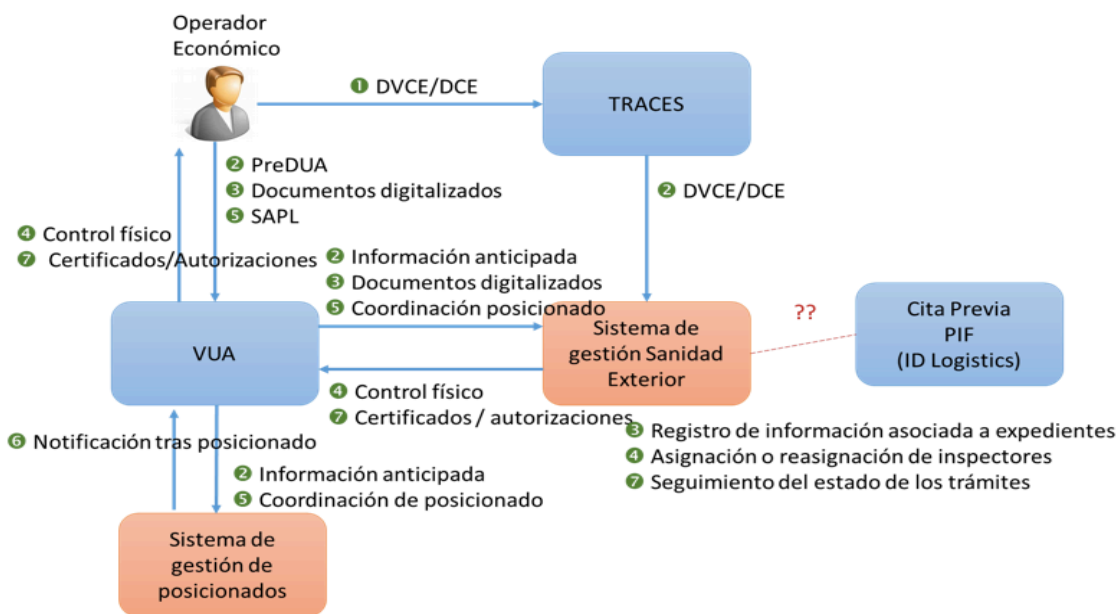 Operador
Económico
❶ DVCE/DCE
TRACES
❷ PreDUA
❸ Documentos digitalizados
❺ SAPL
❷ DVCE/DCE
❹ Control físico
❼ Certificados/Autorizaciones
❷ Información anticipada
❸ Documentos digitalizados
❺ Coordinación posicionado
VUA
Sistema de
gestión Sanidad
Exterior
??
Cita Previa
PIF
(ID Logistics)
❹ Control físico
❼ Certificados / autorizaciones
❸ Registro de información asociada a expedientes
❹ Asignación o reasignación de inspectores
❼ Seguimiento del estado de los trámites
❻ Notificación tras posicionado
❷ Información anticipada
❺ Coordinación de posicionado
Sistema de
gestión de
posicionados